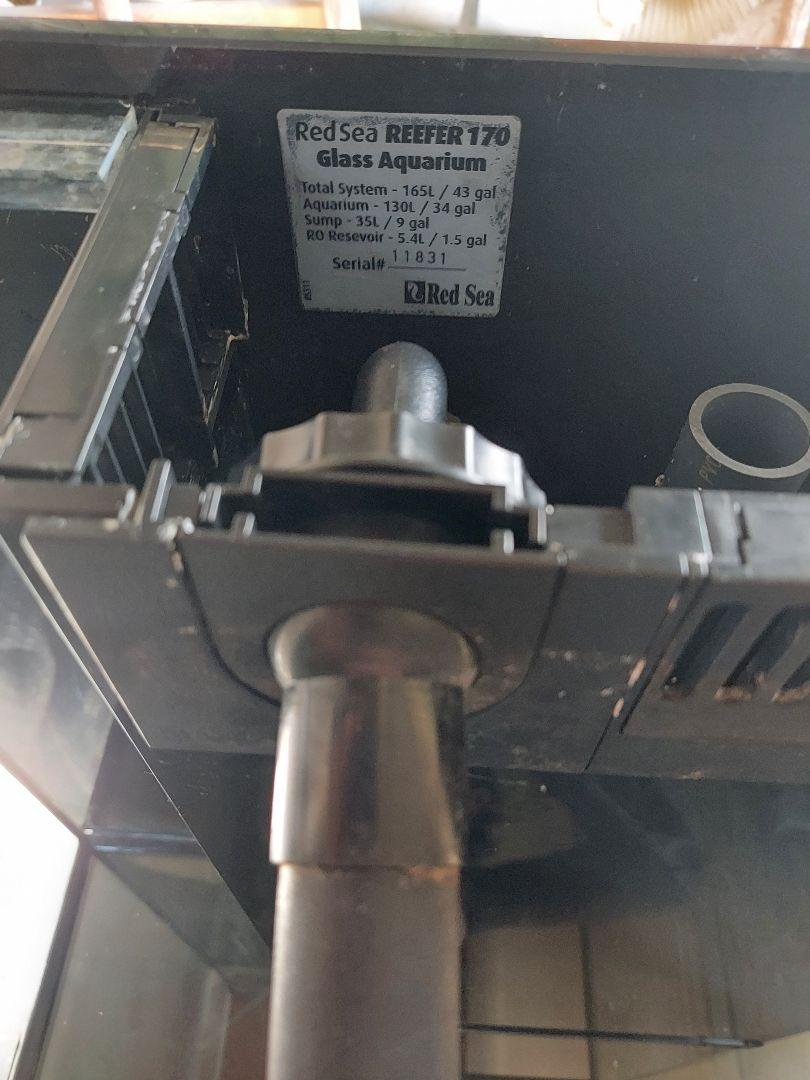 Red Sea REEFER 170
Glass Aquarium
Total System - 165L / 43 gal
Aquarium - 130L / 34 gal
Sump - 35L / 9 gal
RO Resevoir - 5.4L / 1.5 gal
Serial# 11831
Red Sea
PVC